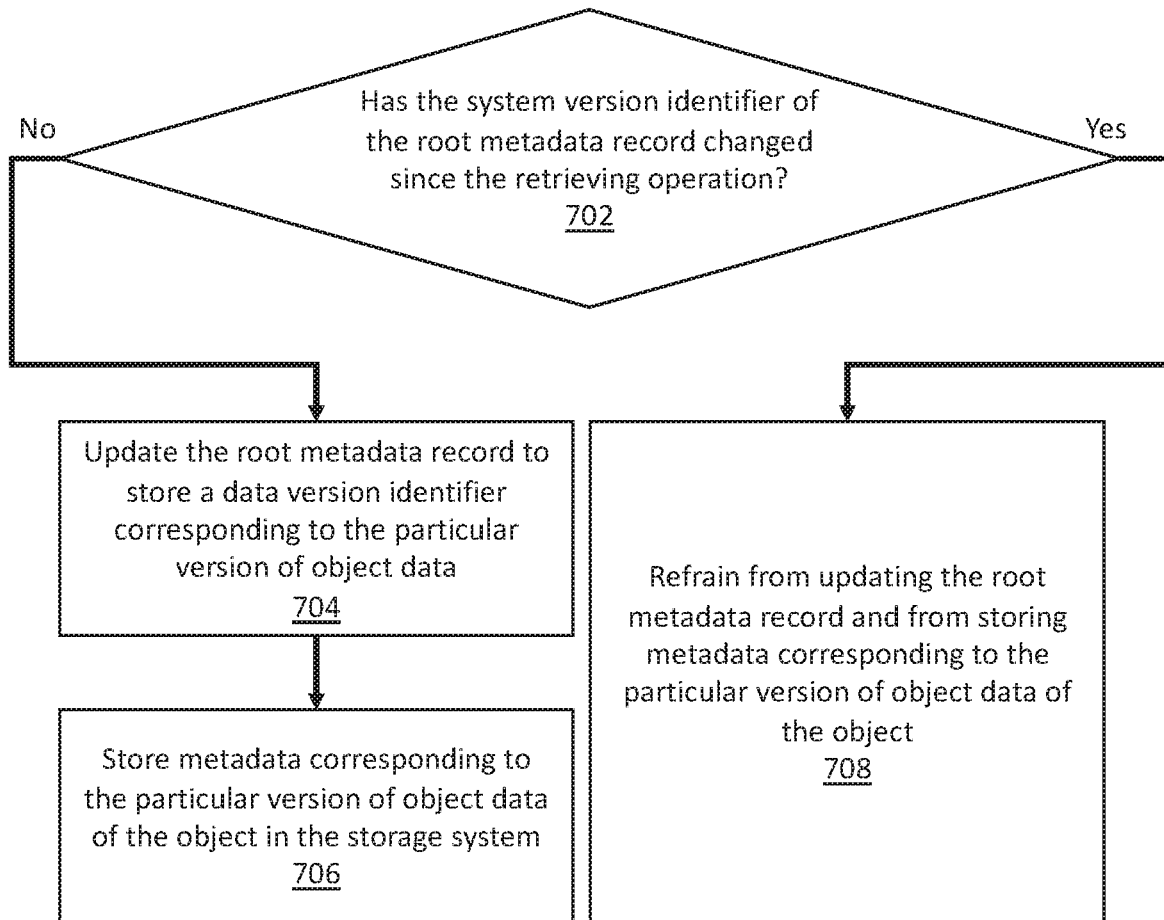 Has the system version identifier of
the root metadata record changed
since the retrieving operation?
702
No
Yes
Update the root metadata record to
store a data version identifier
corresponding to the particular
version of object data
704
Store metadata corresponding to
the particular version of object data
of the object in the storage system
706
Refrain from updating the root
metadata record and from storing
metadata corresponding to the
particular version of object data of
the object
708